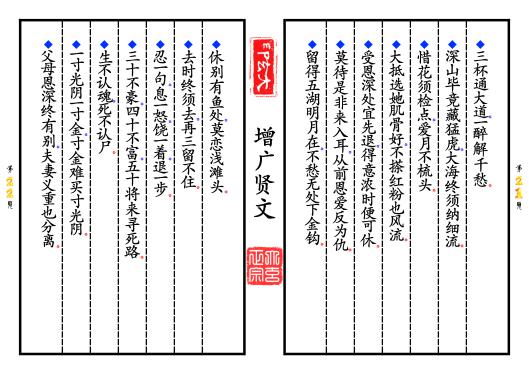 三杯通大道一醉解千愁
深山毕竟藏猛虎大海终须纳细流
惜花须检点爱月不梳头
大抵选她肌骨好不搽红粉也风流
受恩深处宜先退得意浓时便可休
莫待是非来入耳从前恩爱反为仇
留得五湖明月在不愁无处下金钩
增广贤文
休别有鱼处莫恋浅滩头
去时终须去再三留不住
忍一句息一怒饶一着退一步
三十不豪四十不富五十将来寻死路
生不认魂死不认尸
一寸光阴一寸金寸金难买寸光阴
父母恩深终有别夫妻义重也分离